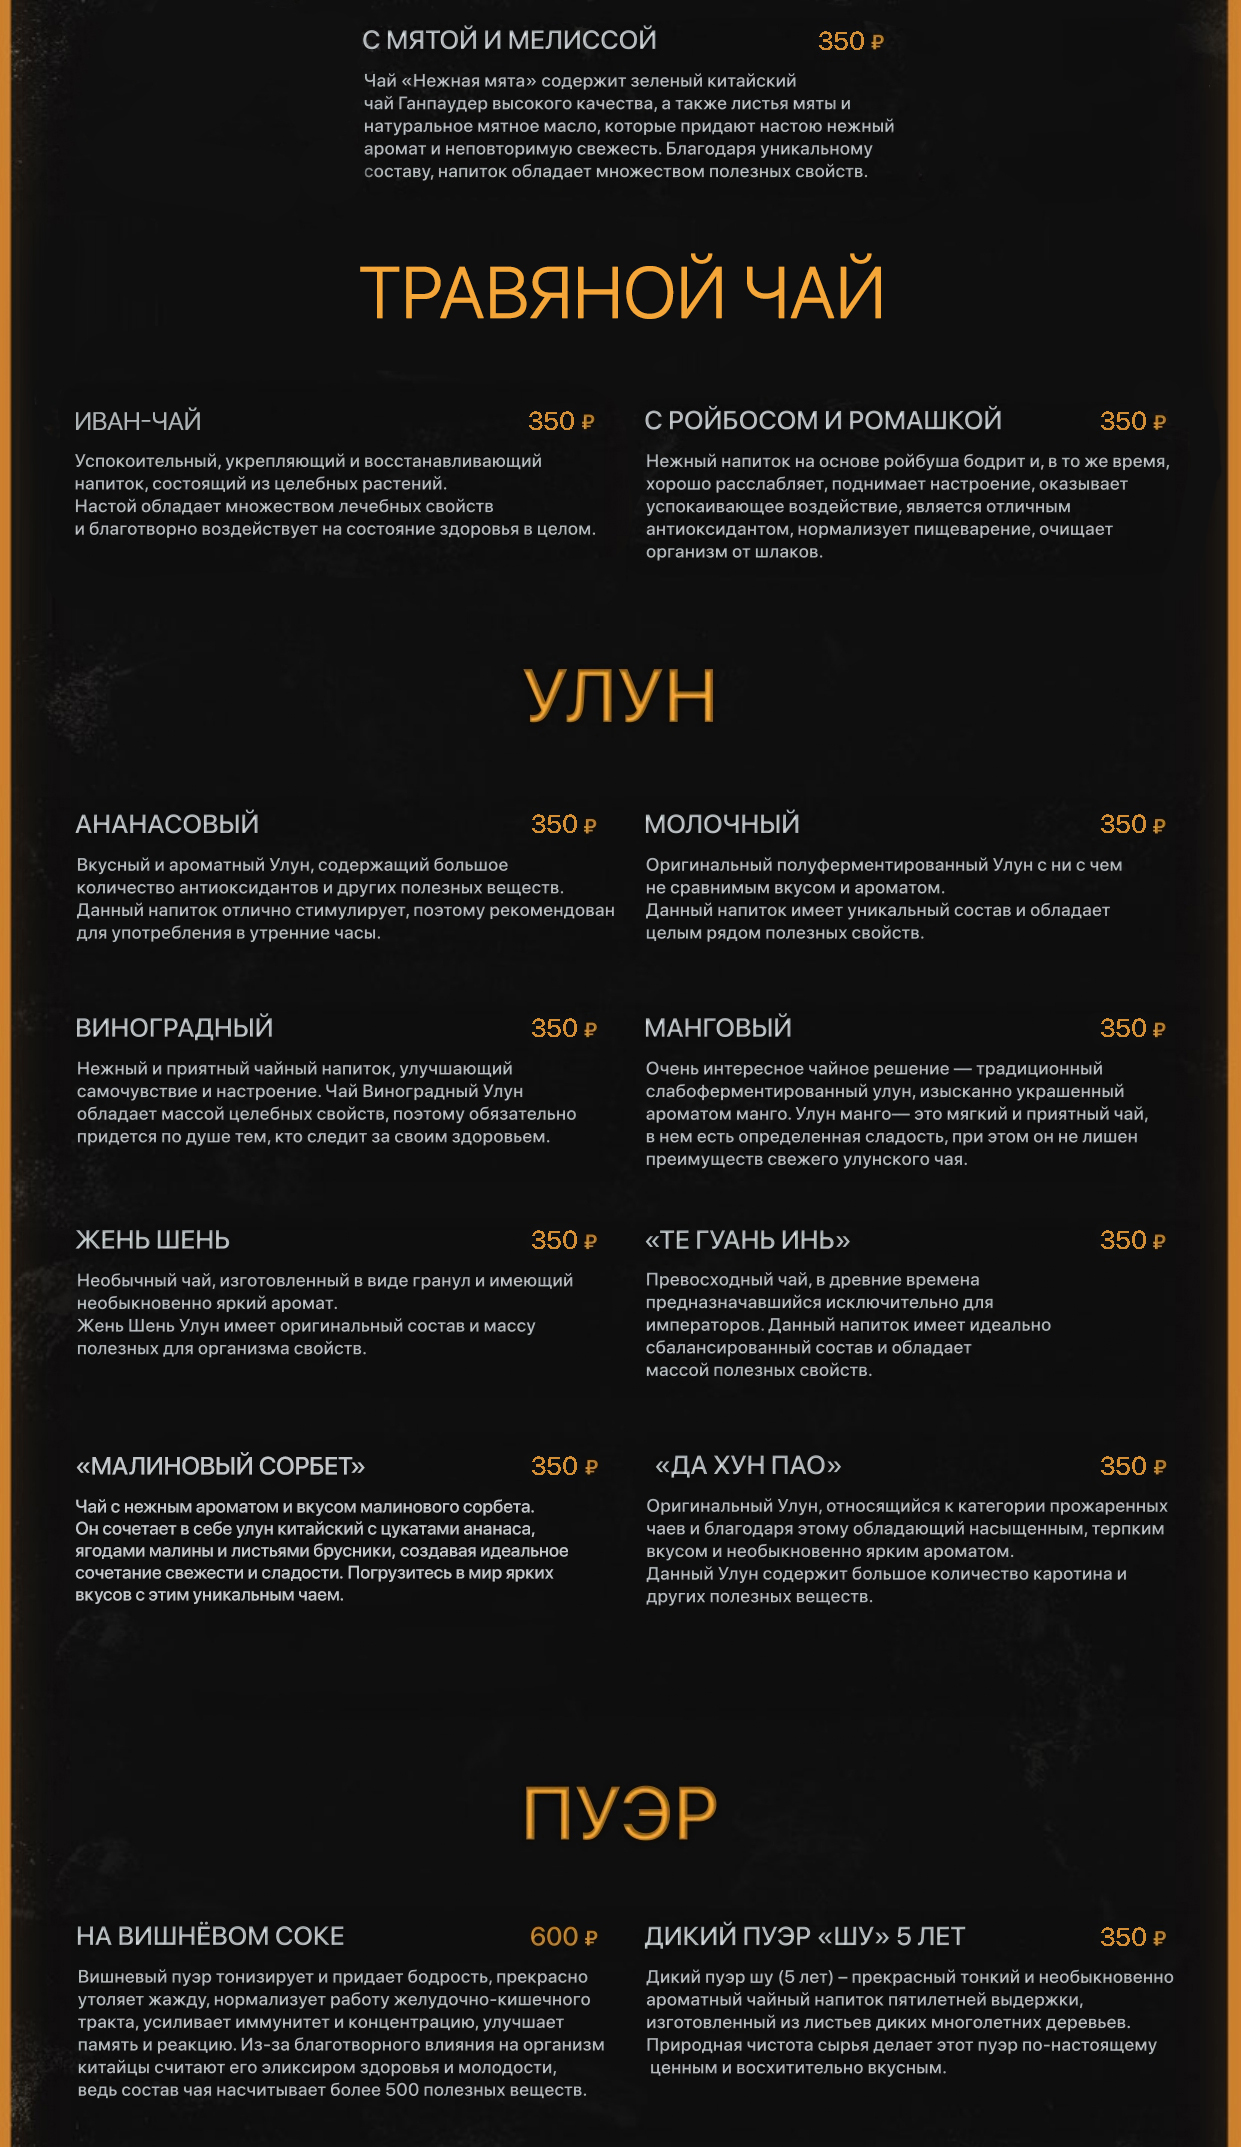 С МЯТОЙ И МЕЛИССОЙ 350 ₽
Чай «Нежная мята» содержит зеленый китайский
чай Ганпаудер высокого качества, а также листья мяты и
натуральное мятное масло, которые придают настою нежный
аромат и неповторимую свежесть. Благодаря уникальному
составу, напиток обладает множеством полезных свойств.
ТРАВЯНОЙ ЧАЙ
ИВАН-ЧАЙ 350 ₽
Успокоительный, укрепляющий и восстанавливающий
напиток, состоящий из целебных растений.
Настой обладает множеством лечебных свойств
и благотворно воздействует на состояние здоровья в целом.
С РОЙБОСОМ И РОМАШКОЙ 350 ₽
Нежный напиток на основе ройбуша бодрит и, в то же время,
хорошо расслабляет, поднимает настроение, оказывает
успокаивающее воздействие, является отличным
антиоксидантом, нормализует пищеварение, очищает
организм от шлаков.
УЛУН
АНАНАСОВЫЙ 350 ₽
Вкусный и ароматный Улун, содержащий большое
количество антиоксидантов и других полезных веществ.
Данный напиток отлично стимулирует, поэтому рекомендован
для употребления в утренние часы.
МОЛОЧНЫЙ 350 ₽
Оригинальный полуферментированный Улун с ни с чем
не сравнимым вкусом и ароматом.
Данный напиток имеет уникальный состав и обладает
целым рядом полезных свойств.
ВИНОГРАДНЫЙ 350 ₽
Нежный и приятный чайный напиток, улучшающий
самочувствие и настроение. Чай Виноградный Улун
обладает массой целебных свойств, поэтому обязательно
придется по душе тем, кто следит за своим здоровьем.
МАНГОВЫЙ 350 ₽
Очень интересное чайное решение — традиционный
слабоферментированный улун, изысканно украшенный
ароматом манго. Улун манго— это мягкий и приятный чай,
в нем есть определенная сладость, при этом он не лишен
преимуществ свежего улунского чая.
ЖЕНЬ ШЕНЬ 350 ₽
Необычный чай, изготовленный в виде гранул и имеющий
необыкновенно яркий аромат.
Жень Шень Улун имеет оригинальный состав и массу
полезных для организма свойств.
«ТЕ ГУАНЬ ИНЬ» 350 ₽
Превосходный чай, в древние времена
предназначавшийся исключительно для
императоров. Данный напиток имеет идеально
сбалансированный состав и обладает
массой полезных свойств.
«МАЛИНОВЫЙ СОРБЕТ» 350 ₽
Чай с нежным ароматом и вкусом малинового сорбета.
Он сочетает в себе улун китайский с цукатами ананаса,
ягодами малины и листьями брусники, создавая идеальное
сочетание свежести и сладости. Погрузитесь в мир ярких
вкусов с этим уникальным чаем.
«ДА ХУН ПАО» 350 ₽
Оригинальный Улун, относящийся к категории прожаренных
чаев и благодаря этому обладающий насыщенным, терпким
вкусом и необыкновенно ярким ароматом.
Данный Улун содержит большое количество каротина и
других полезных веществ.
ПУЭР
НА ВИШНЁВОМ СОКЕ 600 ₽
Вишневый пуэр тонизирует и придает бодрость, прекрасно
утоляет жажду, нормализует работу желудочно-кишечного
тракта, усиливает иммунитет и концентрацию, улучшает
память и реакцию. Из-за благотворного влияния на организм
китайцы считают его эликсиром здоровья и молодости,
ведь состав чая насчитывает более 500 полезных веществ.
ДИКИЙ ПУЭР «ШУ» 5 ЛЕТ 350 ₽
Дикий пуэр шу (5 лет) – прекрасный тонкий и необыкновенно
ароматный чайный напиток пятилетней выдержки,
изготовленный из листьев диких многолетних деревьев.
Природная чистота сырья делает этот пуэр по-настоящему
ценным и восхитительно вкусным.